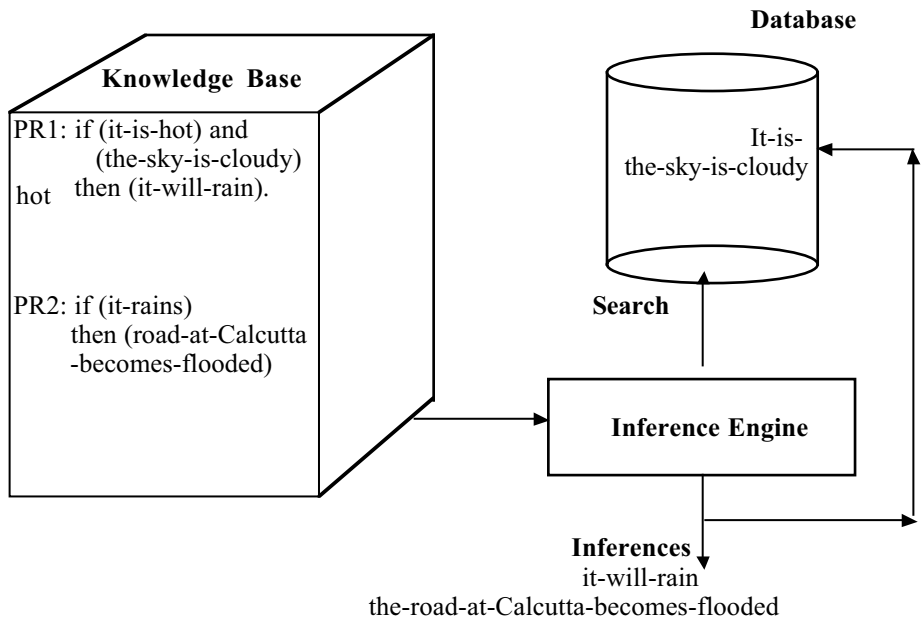 Database
Knowledge Base
PR1: if (it-is-hot) and
(the-sky-is-cloudy)
hot then (it-will-rain).
PR2: if (it-rains)
then (road-at-Calcutta
-becomes-flooded)
It-is-
the-sky-is-cloudy
Search
Inference Engine
Inferences
it-will-rain
the-road-at-Calcutta-becomes-flooded